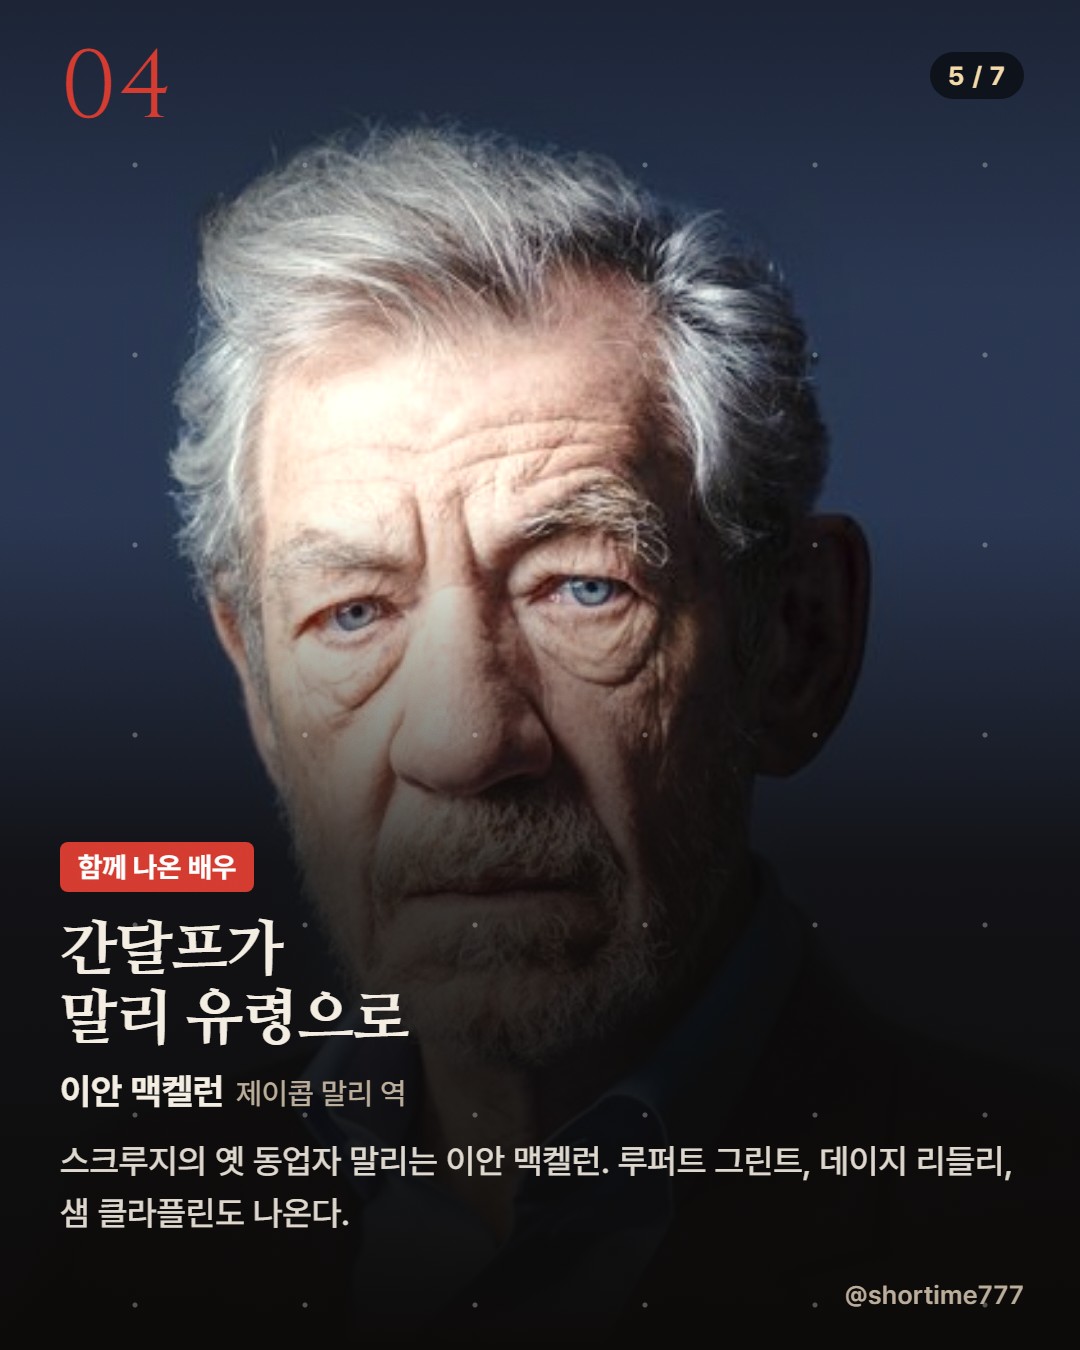 04
5 / 7
함께 나온 배우
간달프가
말리 유령으로
이안 맥켈런 제이콥 말리 역
스크루지의 옛 동업자 말리는 이안 맥켈런. 루퍼트 그린트, 데이지 리들리,
샘 클라플린도 나온다.
@shortime777